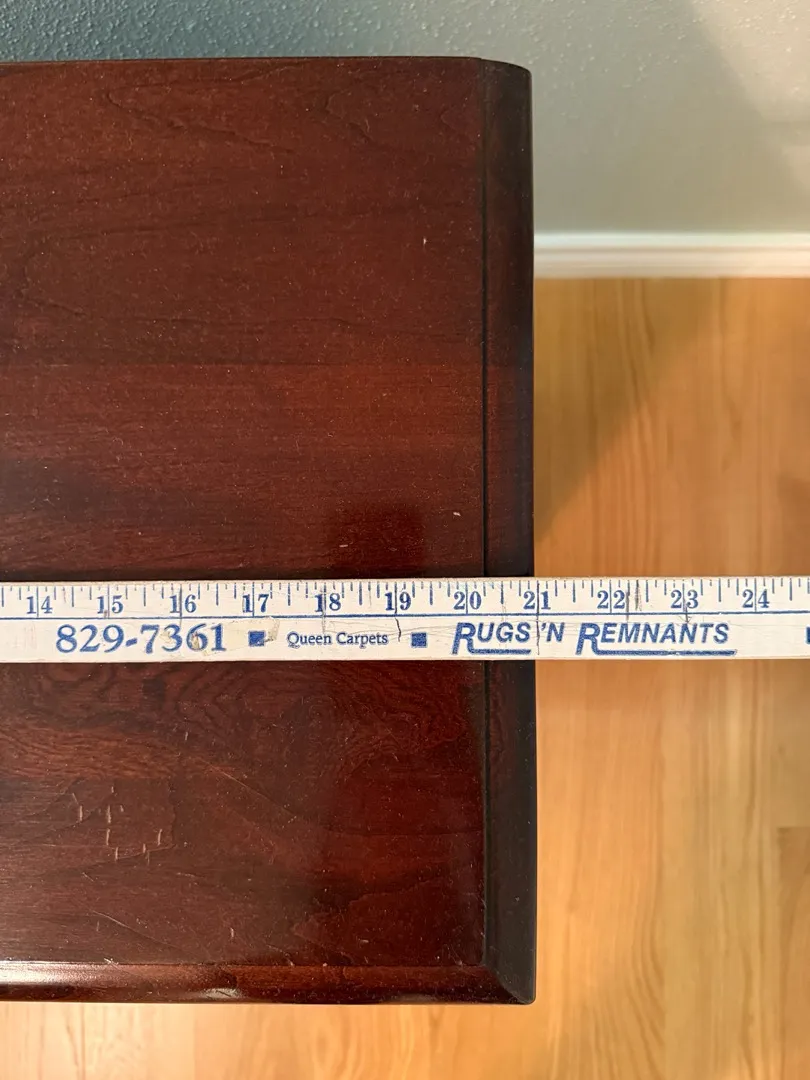 14 15 16 17 18 19 20 21 22 23 24
829-7361 ■ Queen Carpets ■ RUGS 'N REMNANTS